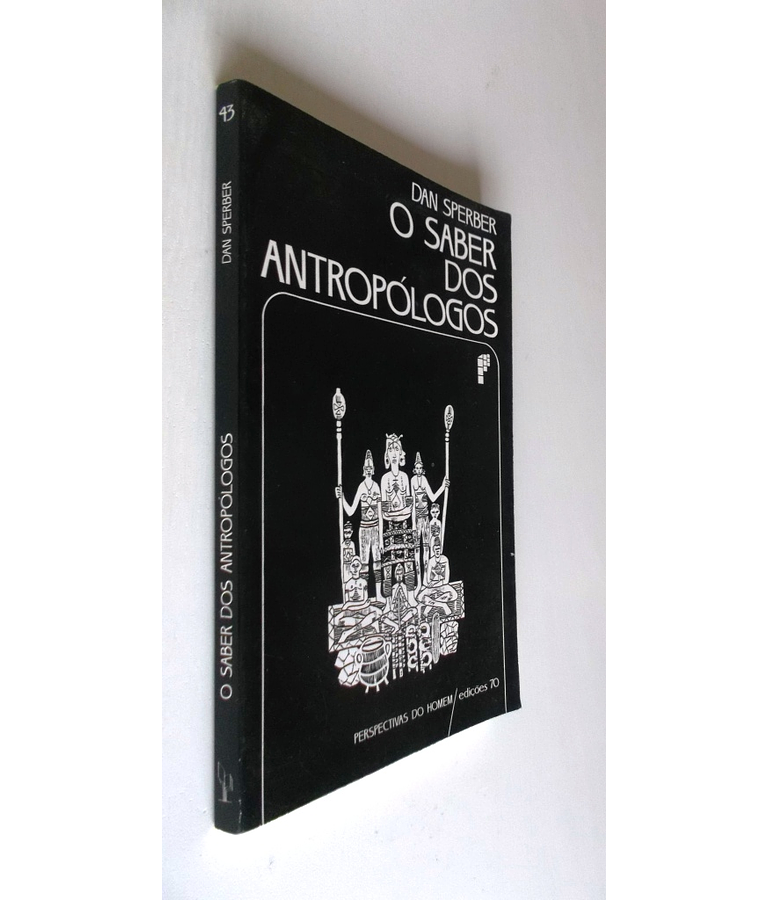 43
DAN SPERBER
O SABER DOS ANTROPÓLOGOS
DAN SPERBER
O SABER
DOS
ANTROPÓLOGOS
PERSPECTIVAS DO HOMEM / edições 70